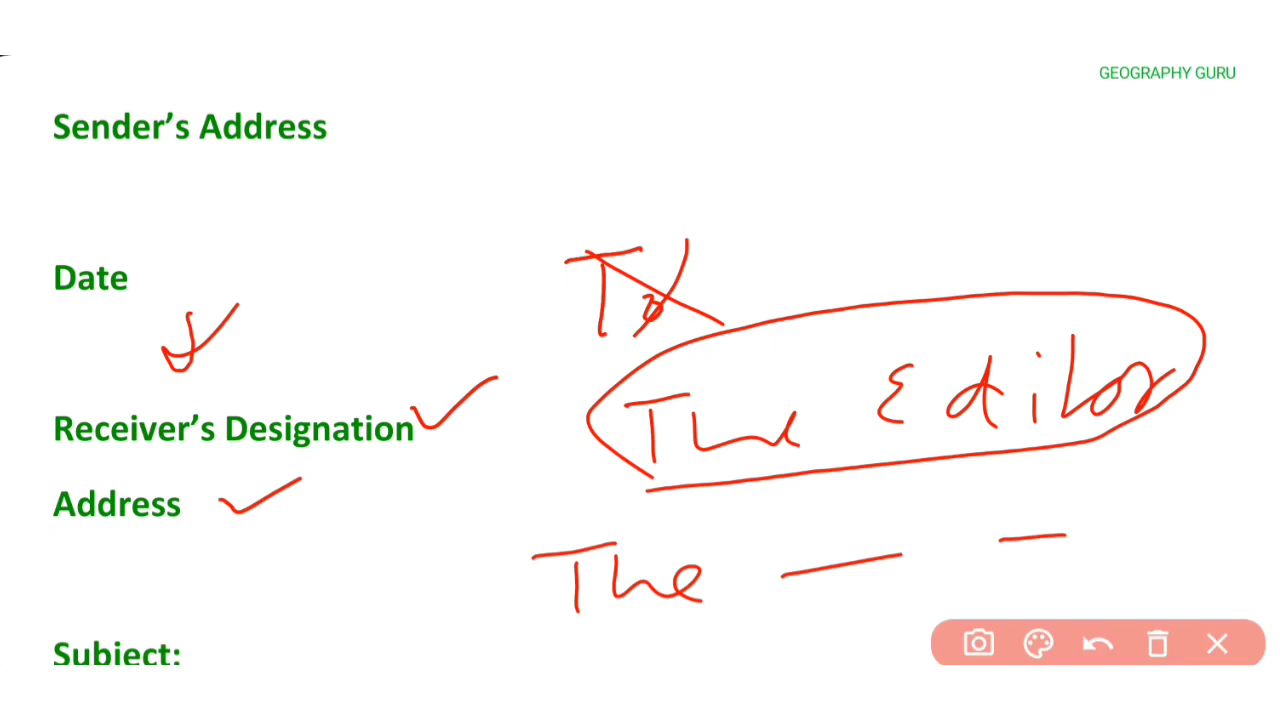 GEOGRAPHY GURU
Sender's Address
Date
To
The Editor
Receiver's Designation
Address
The
Subject: